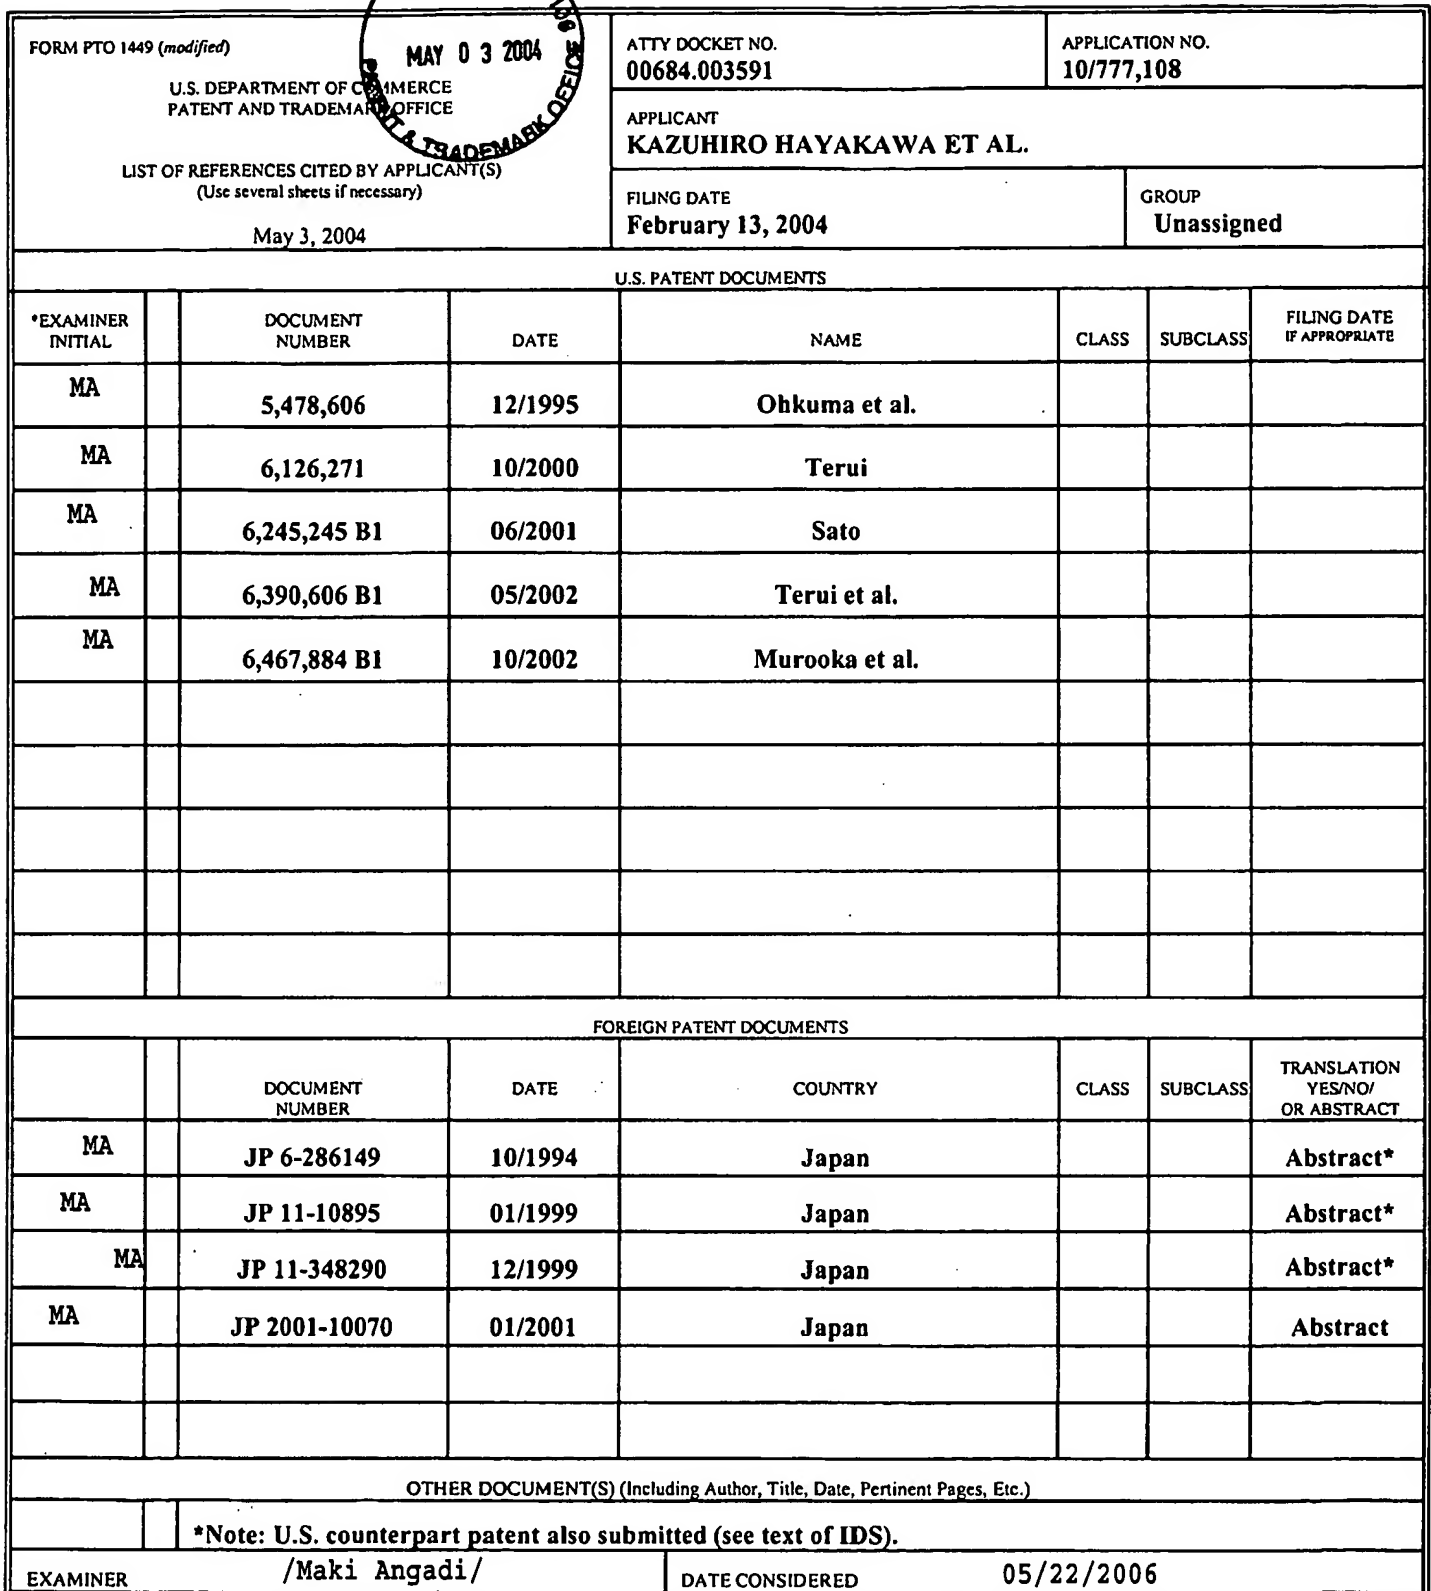 FORM PTO 1449 (modified)
U.S. DEPARTMENT OF COMMERCE
PATENT AND TRADEMARK OFFICE
MAY 0 3 2004
PATENT & TRADEMARK OFFICE
LIST OF REFERENCES CITED BY APPLICANT(S)
(Use several sheets if necessary)
May 3, 2004
ATTY DOCKET NO.
00684.003591
APPLICATION NO.
10/777,108
APPLICANT
KAZUHIRO HAYAKAWA ET AL.
FILING DATE
February 13, 2004
GROUP
Unassigned
U.S. PATENT DOCUMENTS
*EXAMINER INITIAL DOCUMENT NUMBER DATE NAME CLASS SUBCLASS FILING DATE IF APPROPRIATE
MA 5,478,606 12/1995 Ohkuma et al.
MA 6,126,271 10/2000 Terui
MA 6,245,245 B1 06/2001 Sato
MA 6,390,606 B1 05/2002 Terui et al.
MA 6,467,884 B1 10/2002 Murooka et al.
FOREIGN PATENT DOCUMENTS
DOCUMENT NUMBER DATE COUNTRY CLASS SUBCLASS TRANSLATION YES/NO/ OR ABSTRACT
MA JP 6-286149 10/1994 Japan Abstract*
MA JP 11-10895 01/1999 Japan Abstract*
MA JP 11-348290 12/1999 Japan Abstract*
MA JP 2001-10070 01/2001 Japan Abstract
OTHER DOCUMENT(S) (Including Author, Title, Date, Pertinent Pages, Etc.)
*Note: U.S. counterpart patent also submitted (see text of IDS).
EXAMINER /Maki Angadi/ DATE CONSIDERED 05/22/2006